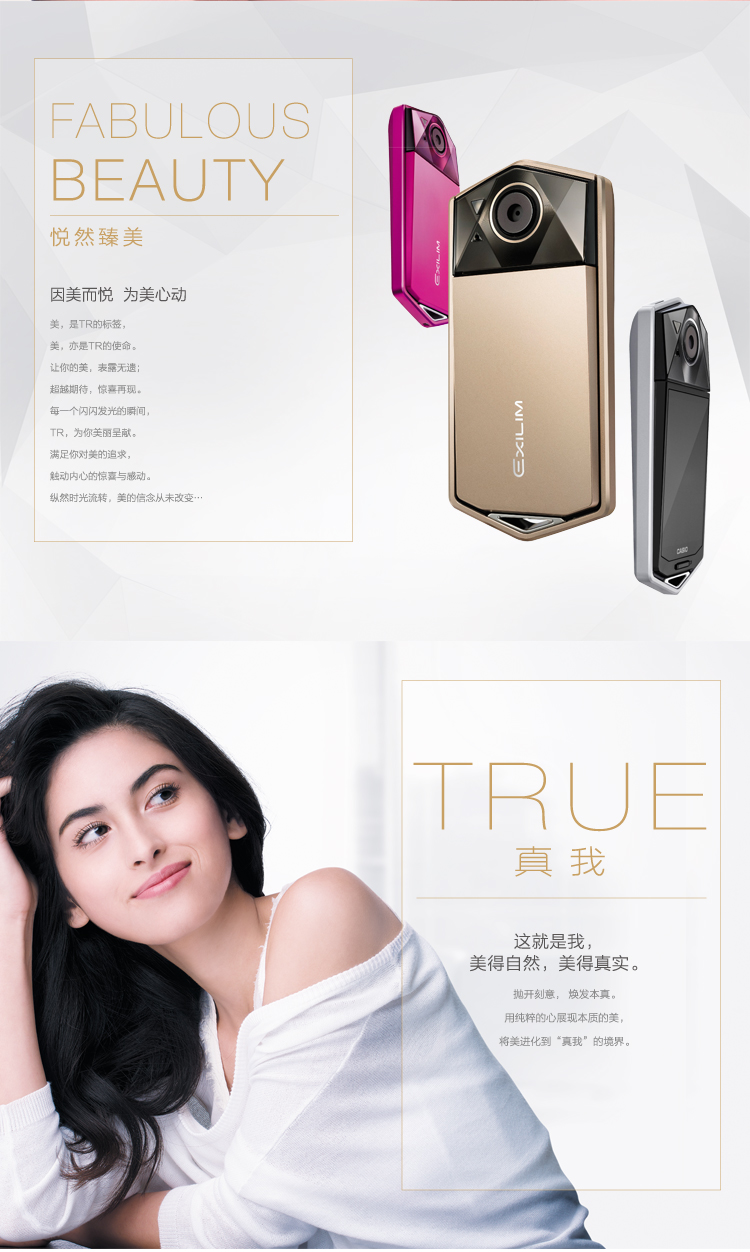 FABULOUS
BEAUTY
悦然臻美
因美而悦 为美心动
美，是TR的标签，
美，亦是TR的使命。
让你的美，表露无遗；
超越期待，惊喜再现。
每一个闪闪发光的瞬间，
TR，为你美丽呈献。
满足你对美的追求，
触动内心的惊喜与感动。
纵然时光流转，美的信念从未改变…
EXILIM
EXILIM
CASIO
TRUE
真我
这就是我，
美得自然，美得真实。
抛开刻意， 焕发本真。
用纯粹的心展现本质的美，
将美进化到“真我”的境界。